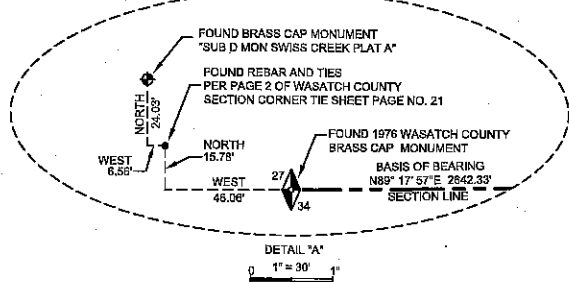 FOUND BRASS CAP MONUMENT
"SUB D MON SWISS CREEK PLAT A"
FOUND REBAR AND TIES
PER PAGE 2 OF WASATCH COUNTY
SECTION CORNER TIE SHEET PAGE NO. 21
NORTH
24.03'
WEST
6.56'
NORTH
15.78'
WEST
46.06'
27
34
FOUND 1976 WASATCH COUNTY
BRASS CAP MONUMENT
BASIS OF BEARING
N89° 17' 57"E 2642.33'
SECTION LINE
DETAIL "A"
0 1" = 30' 1"